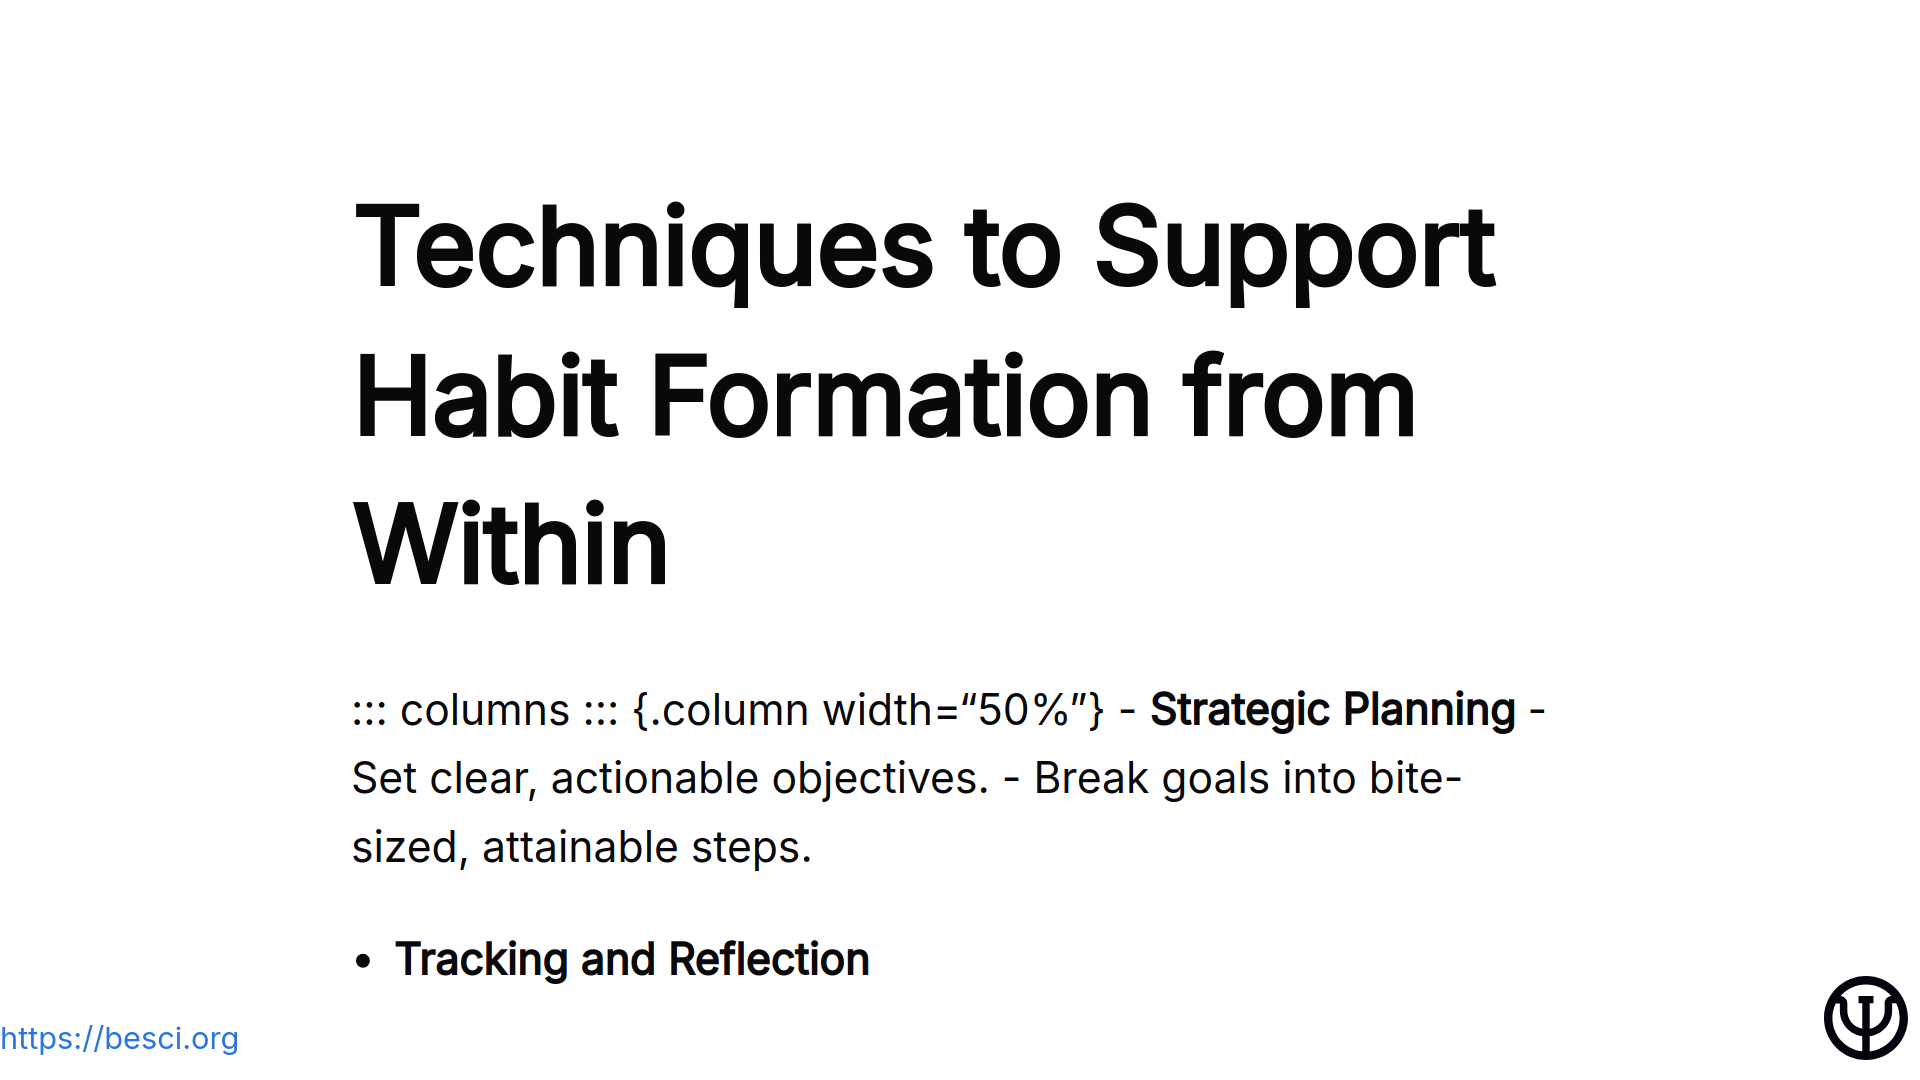 Techniques to Support
Habit Formation from
Within
::: columns ::: {.column width=“50%”} - Strategic Planning -
Set clear, actionable objectives. - Break goals into bite-
sized, attainable steps.
• Tracking and Reflection
https://besci.org